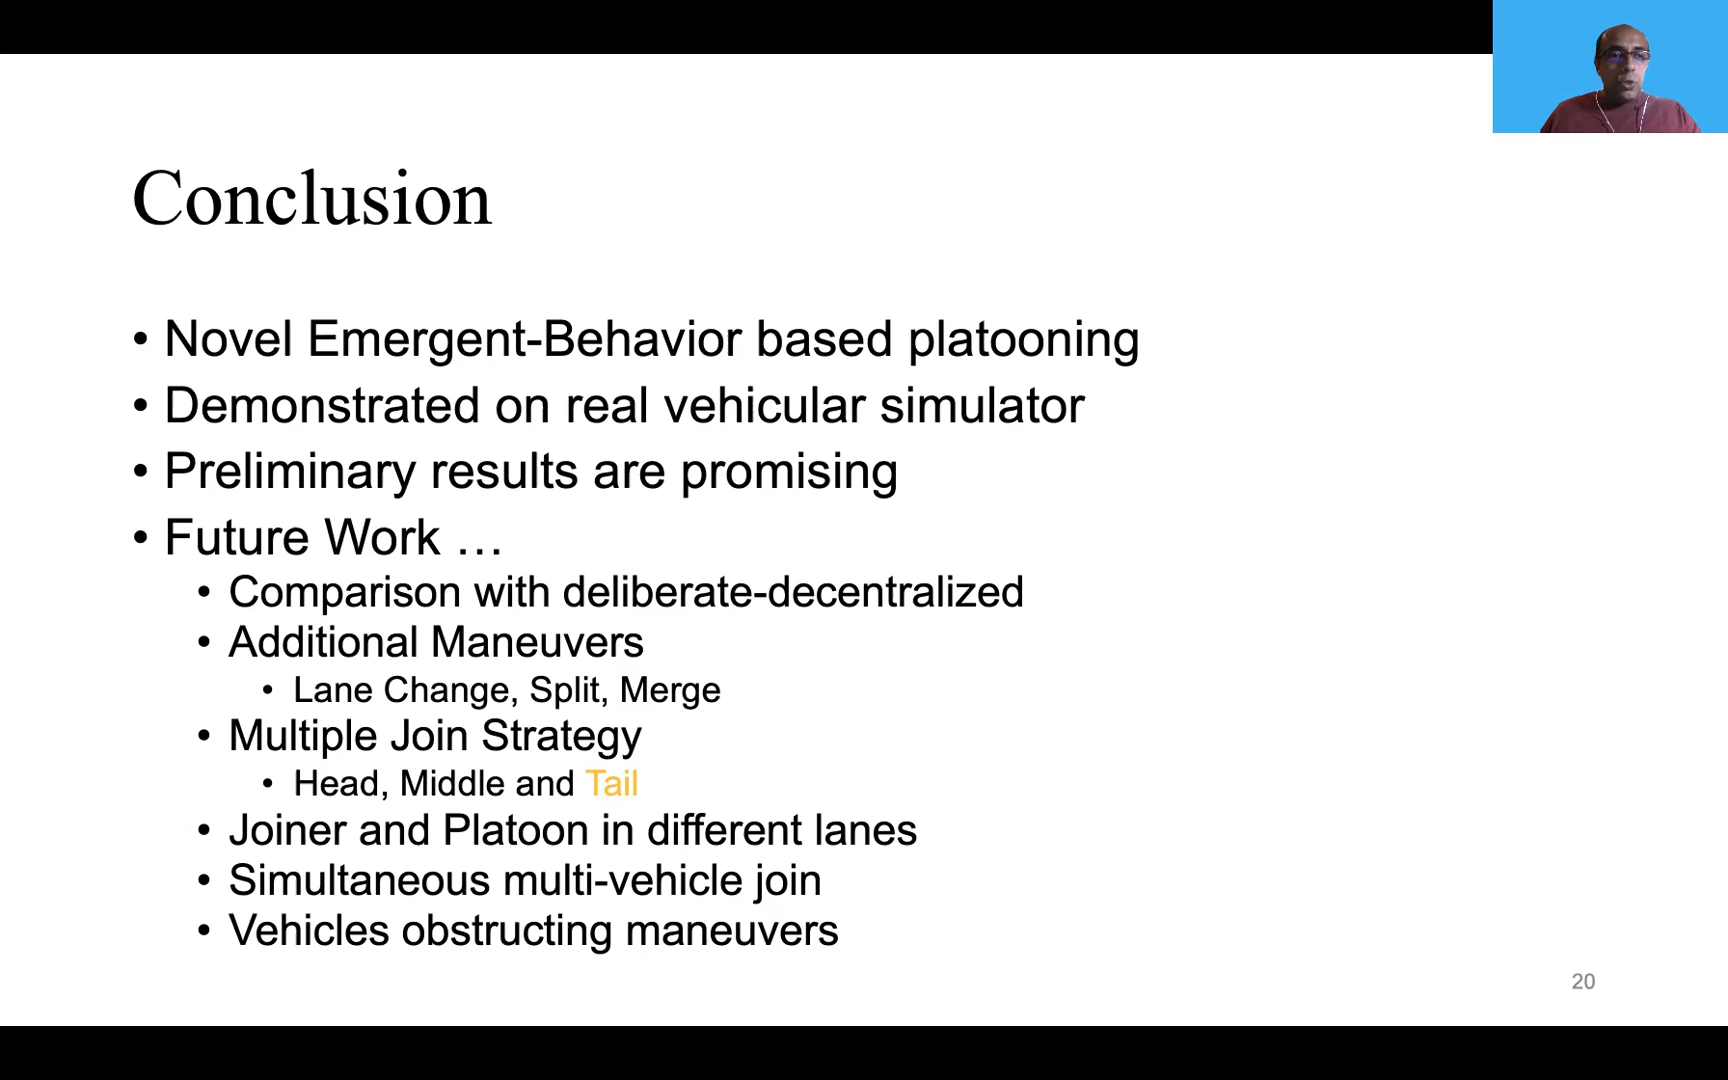 Conclusion
• Novel Emergent-Behavior based platooning
• Demonstrated on real vehicular simulator
• Preliminary results are promising
• Future Work …
• Comparison with deliberate-decentralized
• Additional Maneuvers
• Lane Change, Split, Merge
• Multiple Join Strategy
• Head, Middle and Tail
• Joiner and Platoon in different lanes
• Simultaneous multi-vehicle join
• Vehicles obstructing maneuvers
20